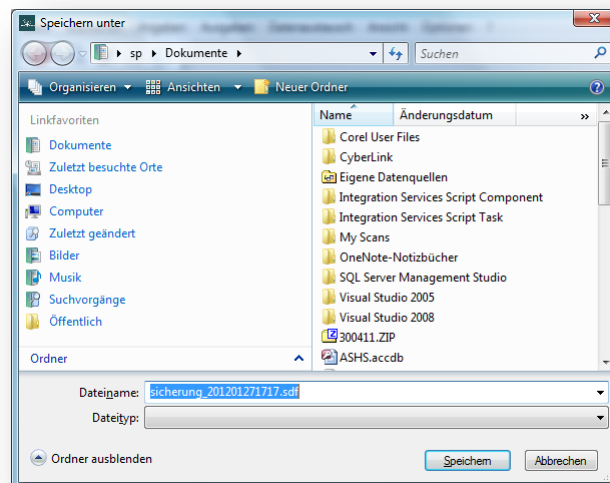 Speichern unter
sp ▸ Dokumente ▸
Suchen
Organisieren
Ansichten
Neuer Ordner
Linkfavoriten
Dokumente
Zuletzt besuchte Orte
Desktop
Computer
Zuletzt geändert
Bilder
Musik
Suchvorgänge
Öffentlich
Ordner
Name
Änderungsdatum
»
Corel User Files
CyberLink
Eigene Datenquellen
Integration Services Script Component
Integration Services Script Task
My Scans
OneNote-Notizbücher
SQL Server Management Studio
Visual Studio 2005
Visual Studio 2008
300411.ZIP
ASHS.accdb
Dateiname: sicherung_201201271717.sdf
Dateityp:
Ordner ausblenden
Speichern
Abbrechen